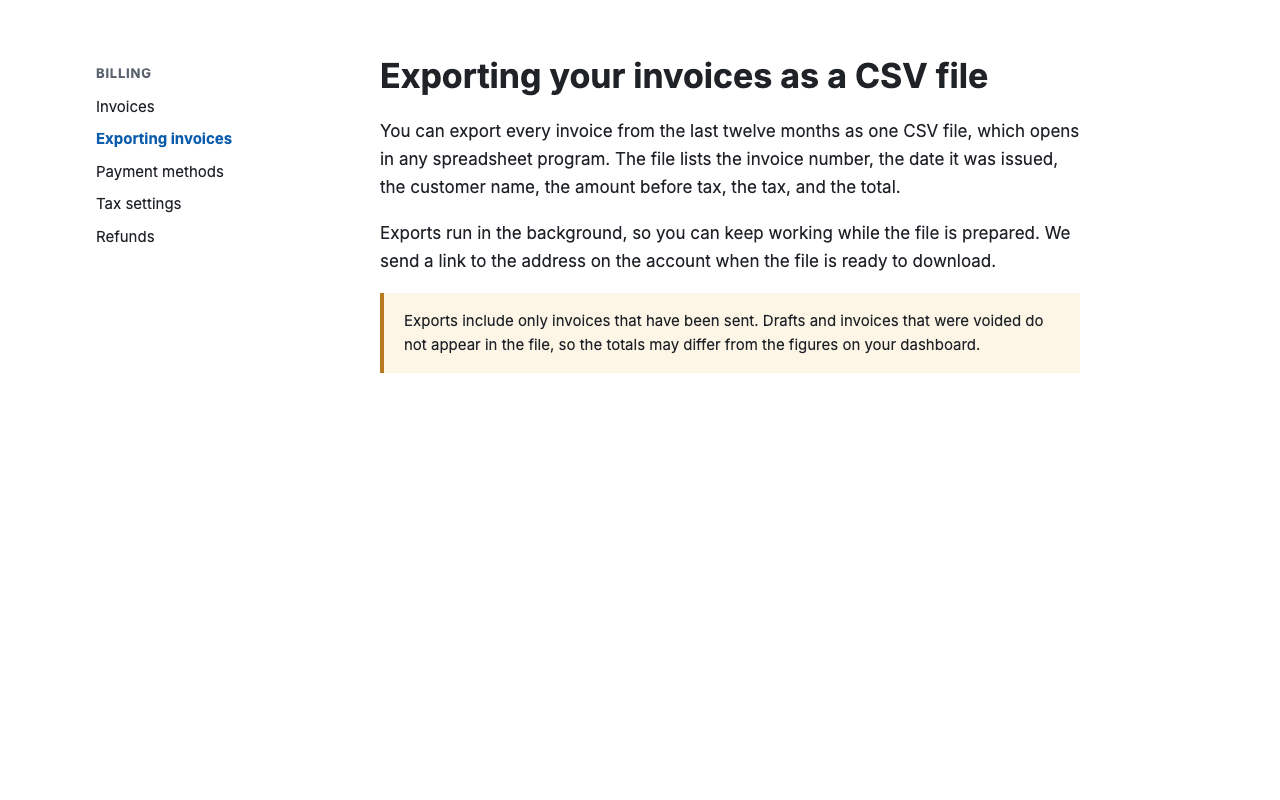 BILLING
Invoices
Exporting invoices
Payment methods
Tax settings
Refunds
Exporting your invoices as a CSV file
You can export every invoice from the last twelve months as one CSV file, which opens
in any spreadsheet program. The file lists the invoice number, the date it was issued,
the customer name, the amount before tax, the tax, and the total.
Exports run in the background, so you can keep working while the file is prepared. We
send a link to the address on the account when the file is ready to download.
Exports include only invoices that have been sent. Drafts and invoices that were voided do
not appear in the file, so the totals may differ from the figures on your dashboard.